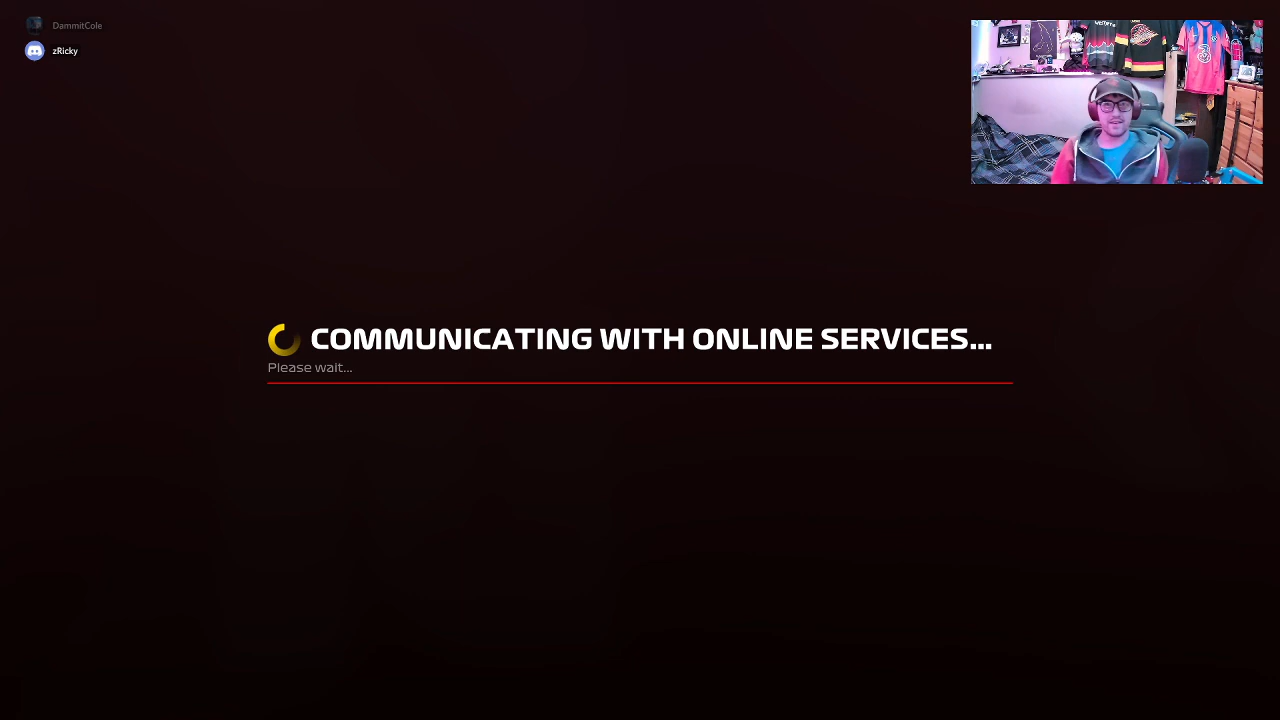 DammitCole
zRicky
COMMUNICATING WITH ONLINE SERVICES...
Please wait...